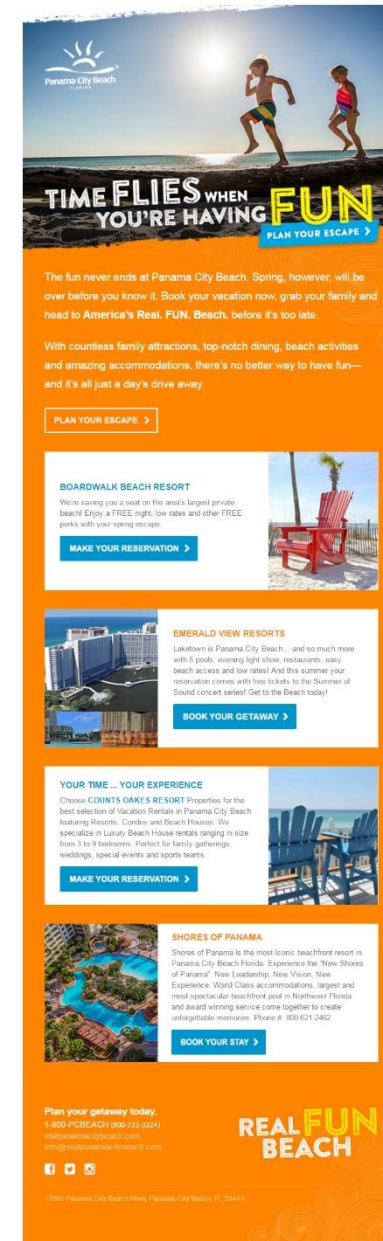 Panama City Beach
FLORIDA
TIME FLIES WHEN
YOU'RE HAVING FUN
PLAN YOUR ESCAPE
The fun never ends at Panama City Beach. Spring, however, will be
over before you know it. Book your vacation now, grab your family and
head to America's Real. FUN. Beach. before it's too late.
With countless family attractions, top-notch dining, beach activities
and amazing accommodations, there's no better way to have fun—
and it's all just a day's drive away.
PLAN YOUR ESCAPE
BOARDWALK BEACH RESORT
We're saving you a seat on the area's largest private
beach! Enjoy a FREE night, low rates and other FREE
perks with your spring escape.
MAKE YOUR RESERVATION
EMERALD VIEW RESORTS
Laketown is Panama City Beach... and so much more
with 5 pools, evening light show, restaurants, easy
beach access and low rates! And this summer your
reservation comes with free tickets to the Summer of
Sound concert series! Get to the Beach today!
BOOK YOUR GETAWAY
YOUR TIME ... YOUR EXPERIENCE
Choose COUNTS OAKES RESORT Properties for the
best selection of Vacation Rentals in Panama City Beach
featuring Resorts, Condos and Beach Houses. We
specialize in Luxury Beach House rentals ranging in size
from 3 to 9 bedrooms. Perfect for family gatherings,
weddings, special events and sports teams.
MAKE YOUR RESERVATION
SHORES OF PANAMA
Shores of Panama is the most Iconic beachfront resort in
Panama City Beach Florida. Experience the "New Shores
of Panama". New Leadership, New Vision, New
Experience. World Class accommodations, largest and
most spectacular beachfront pool in Northwest Florida
and award winning service come together to create
unforgettable memories. Phone #: 800-621-2462
BOOK YOUR STAY
Plan your getaway today.
1-800-PCBEACH (800-722-3224)
visitpanamacitybeach.com
info@visitpanamacitybeach.com
REAL FUN
BEACH
17001 Panama City Beach Pkwy, Panama City Beach, FL 32413